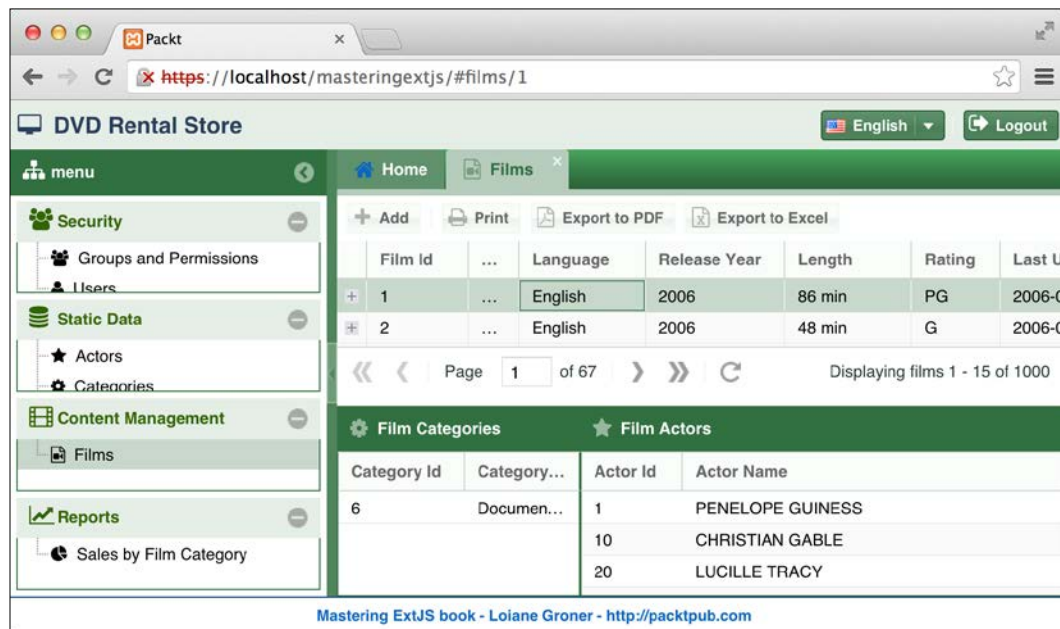 Packt
https://localhost/masteringextjs/#films/1
DVD Rental Store
English
Logout
menu
Security
Groups and Permissions
Users
Static Data
Actors
Categories
Content Management
Films
Reports
Sales by Film Category
Home
Films
Add
Print
Export to PDF
Export to Excel
Film Id ... Language Release Year Length Rating Last U
1 ... English 2006 86 min PG 2006-0
2 ... English 2006 48 min G 2006-0
Page 1 of 67
Displaying films 1 - 15 of 1000
Film Categories
Category Id Category...
6 Documen...
Film Actors
Actor Id Actor Name
1 PENELOPE GUINESS
10 CHRISTIAN GABLE
20 LUCILLE TRACY
Mastering ExtJS book - Loiane Groner - http://packtpub.com